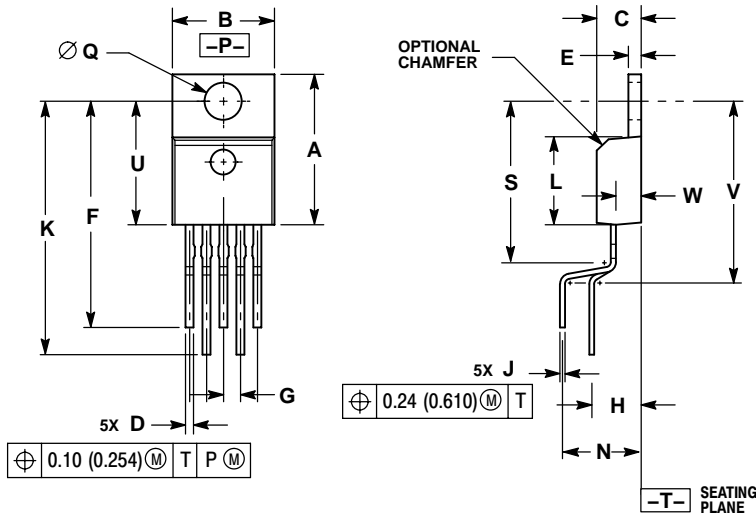 B
–P–
Ø Q
U
F
K
A
G
5X D
⌖ 0.10 (0.254) Ⓜ T P Ⓜ
C
OPTIONAL
CHAMFER
E
S
L
W
V
5X J
⌖ 0.24 (0.610) Ⓜ T
H
N
–T– SEATING
PLANE